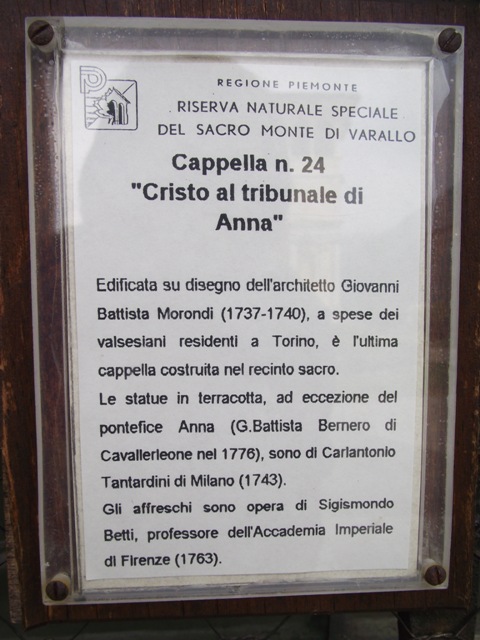 REGIONE PIEMONTE
RISERVA NATURALE SPECIALE
DEL SACRO MONTE DI VARALLO
Cappella n. 24
"Cristo al tribunale di
Anna"
Edificata su disegno dell'architetto Giovanni
Battista Morondi (1737-1740), a spese dei
valsesiani residenti a Torino, è l'ultima
cappella costruita nel recinto sacro.
Le statue in terracotta, ad eccezione del
pontefice Anna (G.Battista Bernero di
Cavallerleone nel 1776), sono di Carlantonio
Tantardini di Milano (1743).
Gli affreschi sono opera di Sigismondo
Betti, professore dell'Accademia Imperiale
di Firenze (1763).